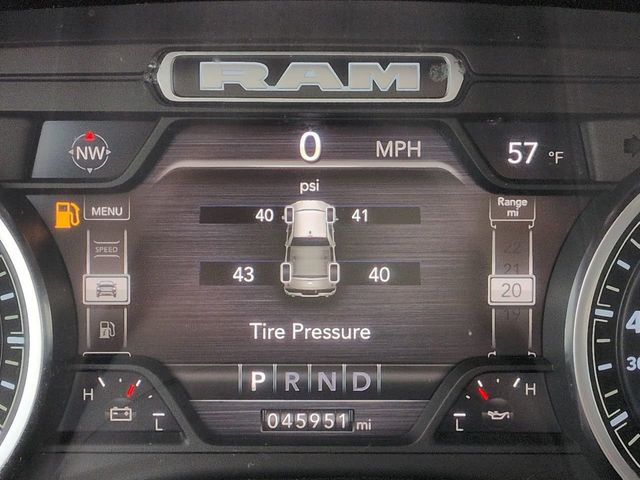 RAM
NW
0 MPH
57 °F
psi
MENU
Range
mi
40
41
SPEED
21
43
40
20
19
Tire Pressure
P R N D
H
L
045951 mi
H
L